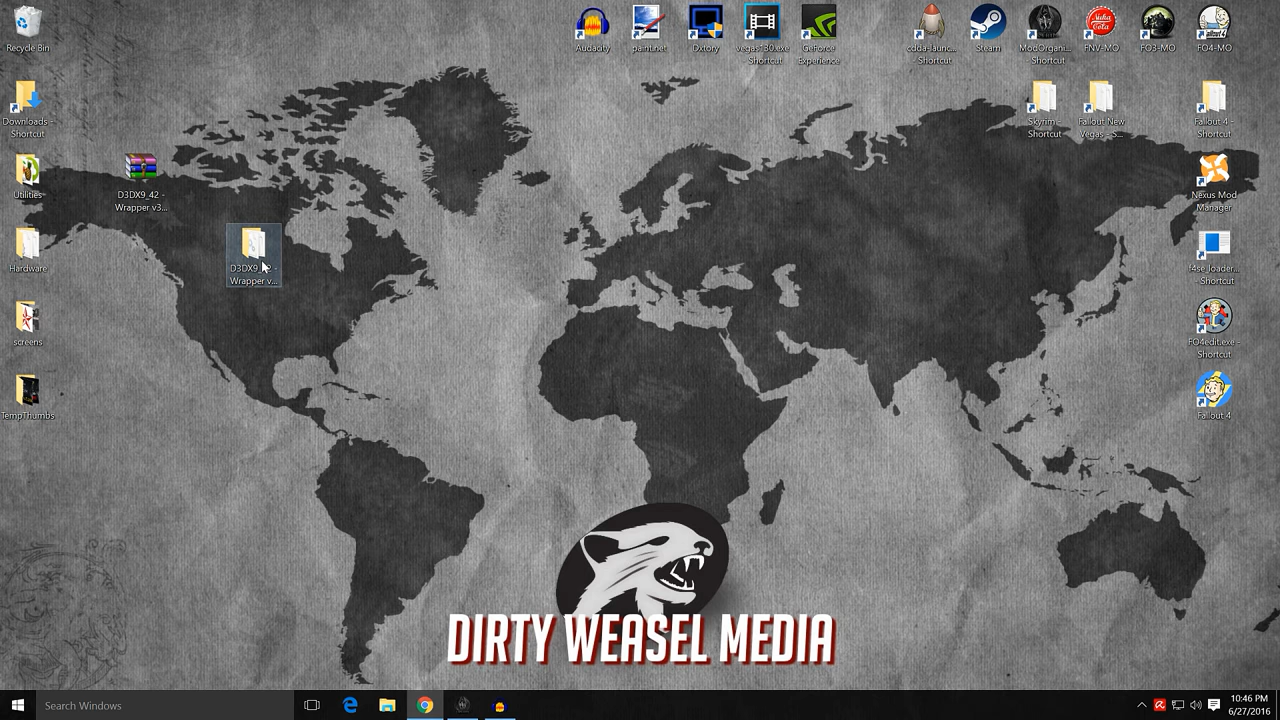 Recycle Bin
Audacity
paint.net
Dxtory
vegas130.exe
- Shortcut
GeForce
Experience
cdda-launc...
- Shortcut
Steam
ModOrgani...
- Shortcut
FNV-MO
FO3-MO
FO4-MO
Downloads -
Shortcut
Skyrim -
Shortcut
Fallout New
Vegas - S...
Fallout 4 -
Shortcut
Utilities
D3DX9_42 -
Wrapper v3...
Nexus Mod
Manager
Hardware
D3DX9_42 -
Wrapper v...
f4se_loader...
- Shortcut
screens
FO4edit.exe -
Shortcut
TempThumbs
Fallout 4
DIRTY WEASEL MEDIA
Search Windows
10:46 PM
6/27/2016